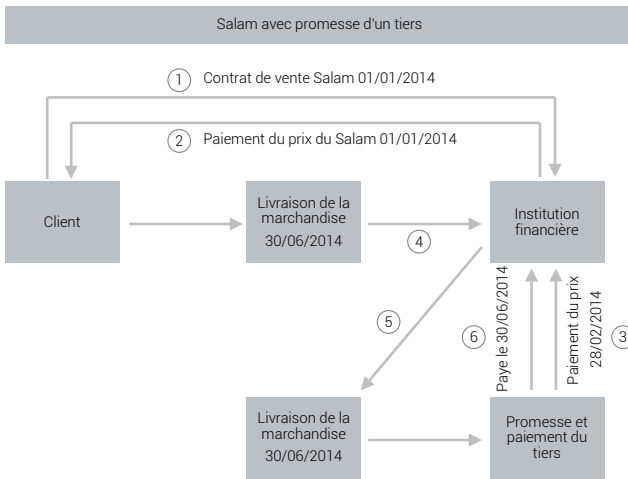 Salam avec promesse d'un tiers
1 Contrat de vente Salam 01/01/2014
2 Paiement du prix du Salam 01/01/2014
Client
Livraison de la
marchandise
30/06/2014
4
Institution
financière
5
6
Paye le 30/06/2014
Paiement du prix
28/02/2014
3
Livraison de la
marchandise
30/06/2014
Promesse et
paiement du
tiers